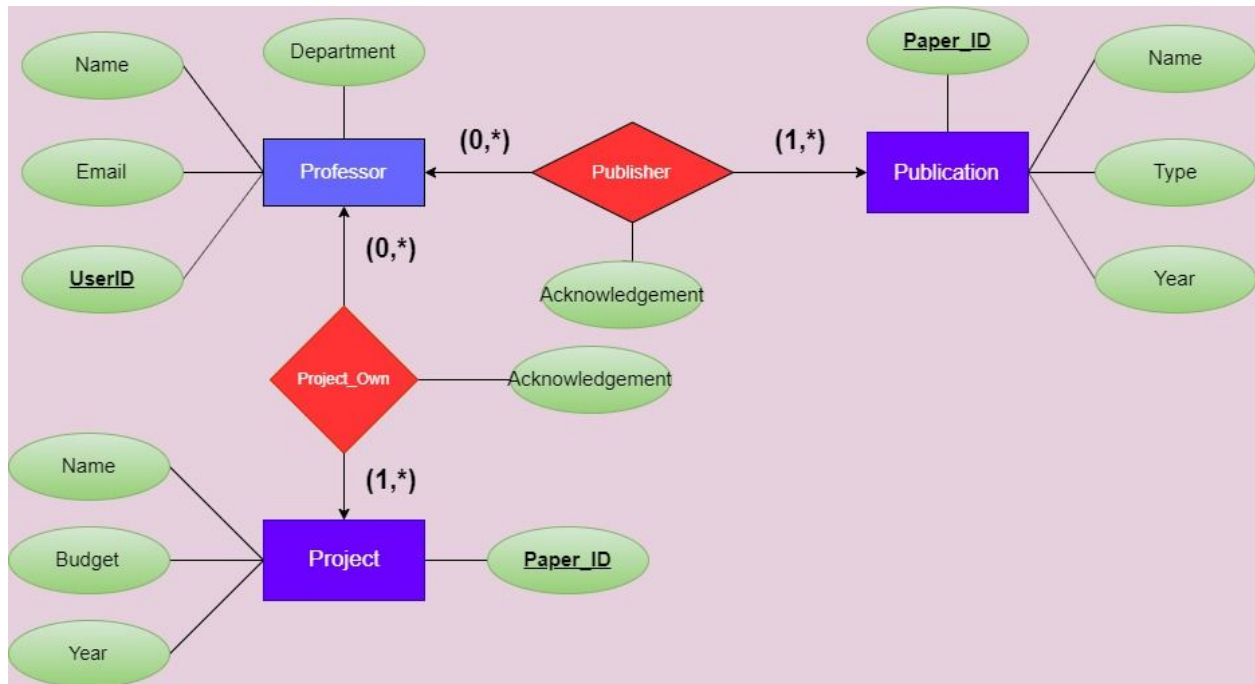 Department
Paper_ID
Name
Name
(0,*)
(1,*)
Email
Professor
Publisher
Publication
Type
(0,*)
UserID
Acknowledgement
Year
Project_Own
Acknowledgement
Name
(1,*)
Budget
Project
Paper_ID
Year